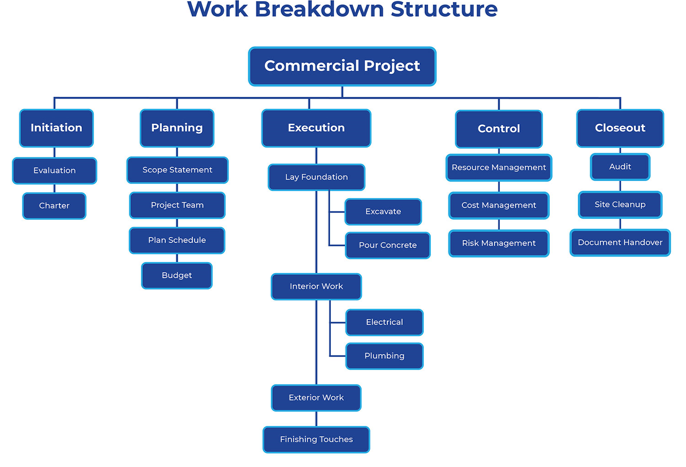 Work Breakdown Structure
Commercial Project
Initiation
Evaluation
Charter
Planning
Scope Statement
Project Team
Plan Schedule
Budget
Execution
Lay Foundation
Excavate
Pour Concrete
Interior Work
Electrical
Plumbing
Exterior Work
Finishing Touches
Control
Resource Management
Cost Management
Risk Management
Closeout
Audit
Site Cleanup
Document Handover